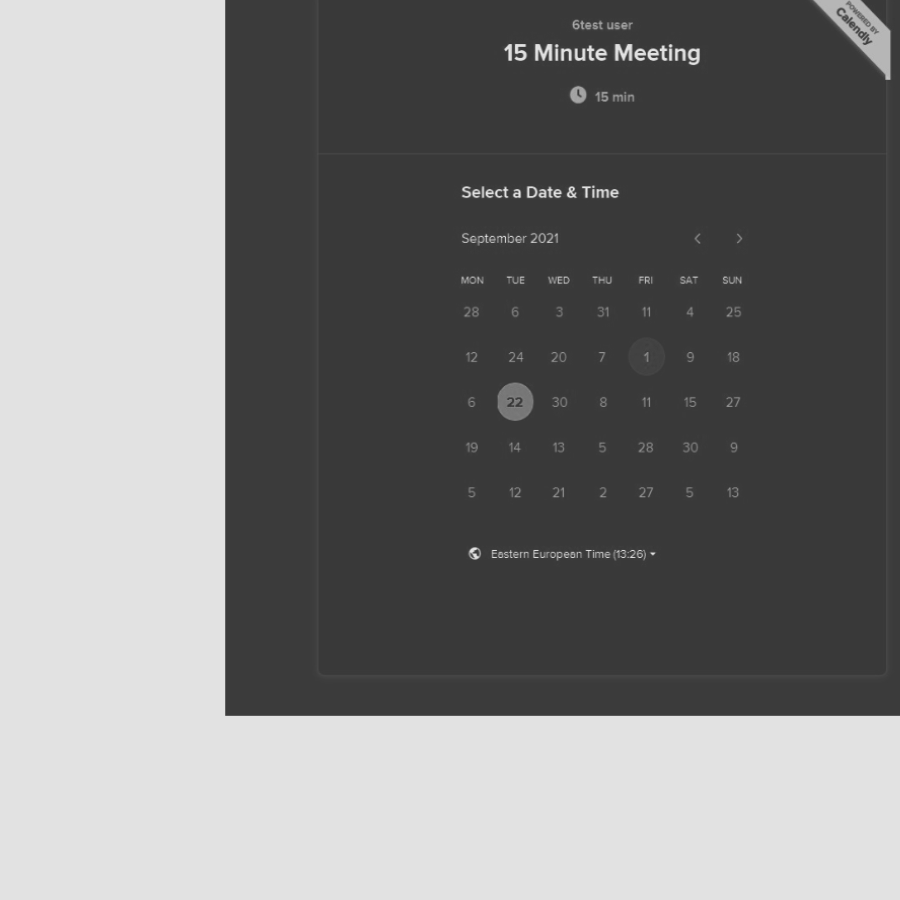 POWERED BY
Calendly
6test user
15 Minute Meeting
15 min
Select a Date & Time
September 2021
MON TUE WED THU FRI SAT SUN
28 6 3 31 11 4 25
12 24 20 7 1 9 18
6 22 30 8 11 15 27
19 14 13 5 28 30 9
5 12 21 2 27 5 13
Eastern European Time (13:26)